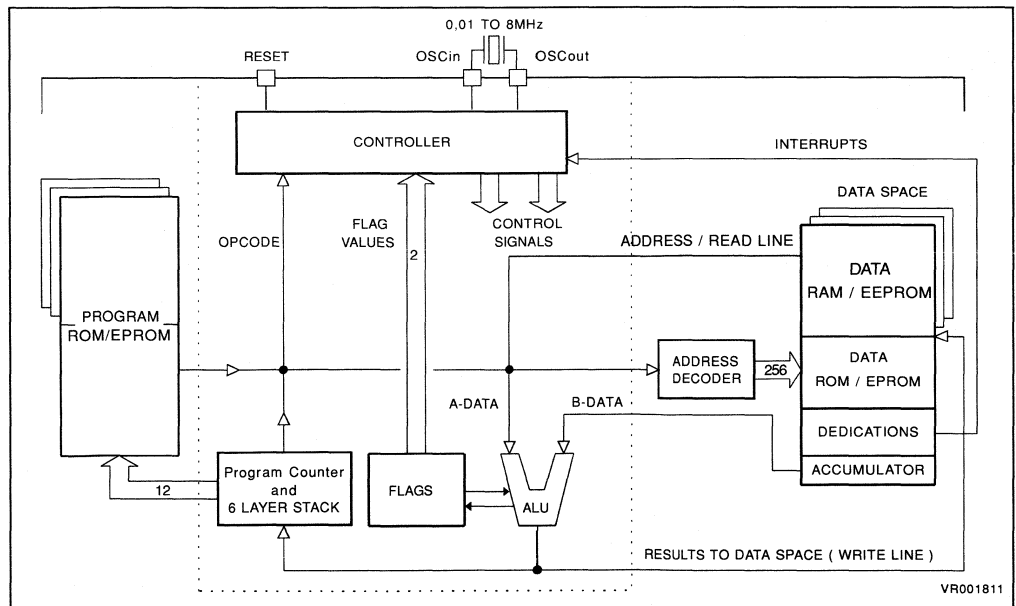 0,01 TO 8MHz
RESET
OSCin
OSCout
CONTROLLER
INTERRUPTS
DATA SPACE
OPCODE
FLAG
VALUES
2
CONTROL
SIGNALS
ADDRESS / READ LINE
DATA
RAM / EEPROM
PROGRAM
ROM/EPROM
ADDRESS
DECODER
256
DATA
ROM / EPROM
A-DATA
B-DATA
DEDICATIONS
ACCUMULATOR
12
Program Counter
and
6 LAYER STACK
FLAGS
ALU
RESULTS TO DATA SPACE ( WRITE LINE )
VR001811